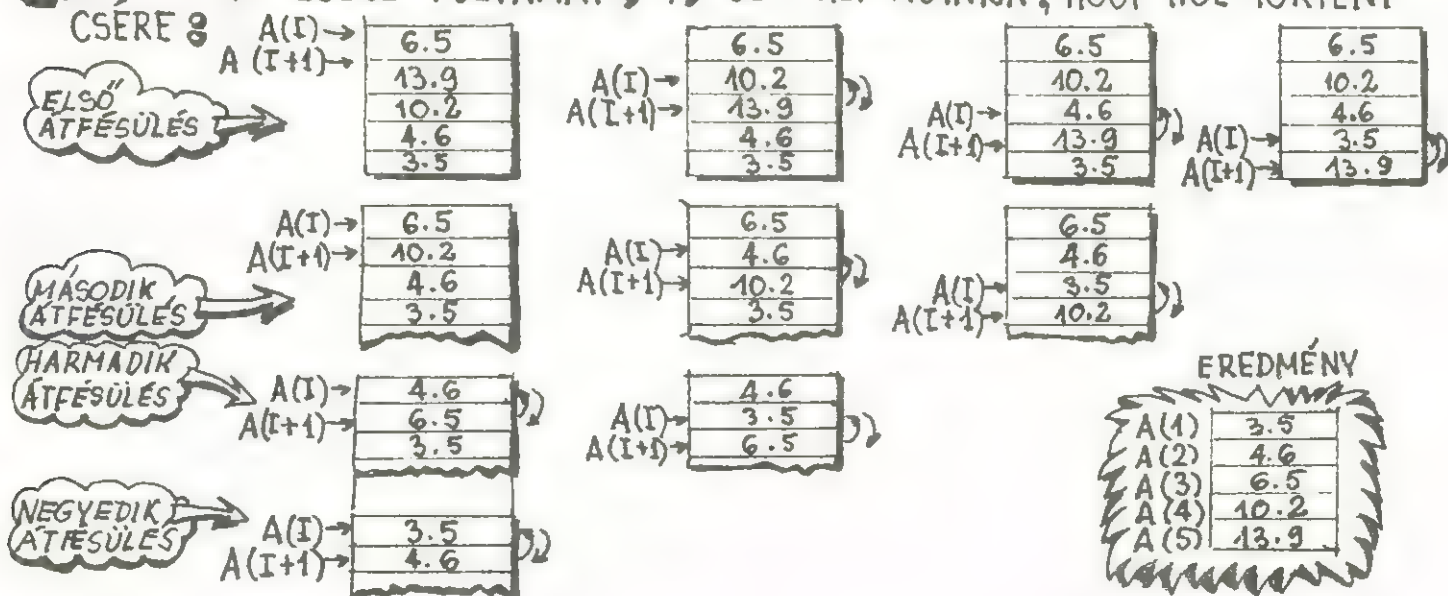 HOGY HOL TÖRTÉNT
CSERE:
ELSŐ
ÁTFÉSÜLÉS
A(I)→
A(I+1)→
6.5
13.9
10.2
4.6
3.5
A(I)→
A(I+1)→
6.5
10.2
13.9
4.6
3.5
A(I)→
A(I+1)→
6.5
10.2
4.6
13.9
3.5
A(I)→
A(I+1)→
6.5
10.2
4.6
3.5
13.9
MÁSODIK
ÁTFÉSÜLÉS
A(I)→
A(I+1)→
6.5
10.2
4.6
3.5
A(I)→
A(I+1)→
6.5
4.6
10.2
3.5
A(I)→
A(I+1)→
6.5
4.6
3.5
10.2
HARMADIK
ÁTFÉSÜLÉS
A(I)→
A(I+1)→
4.6
6.5
3.5
A(I)→
A(I+1)→
4.6
3.5
6.5
NEGYEDIK
ÁTFÉSÜLÉS
A(I)→
A(I+1)→
3.5
4.6
EREDMÉNY
A(1) 3.5
A(2) 4.6
A(3) 6.5
A(4) 10.2
A(5) 13.9